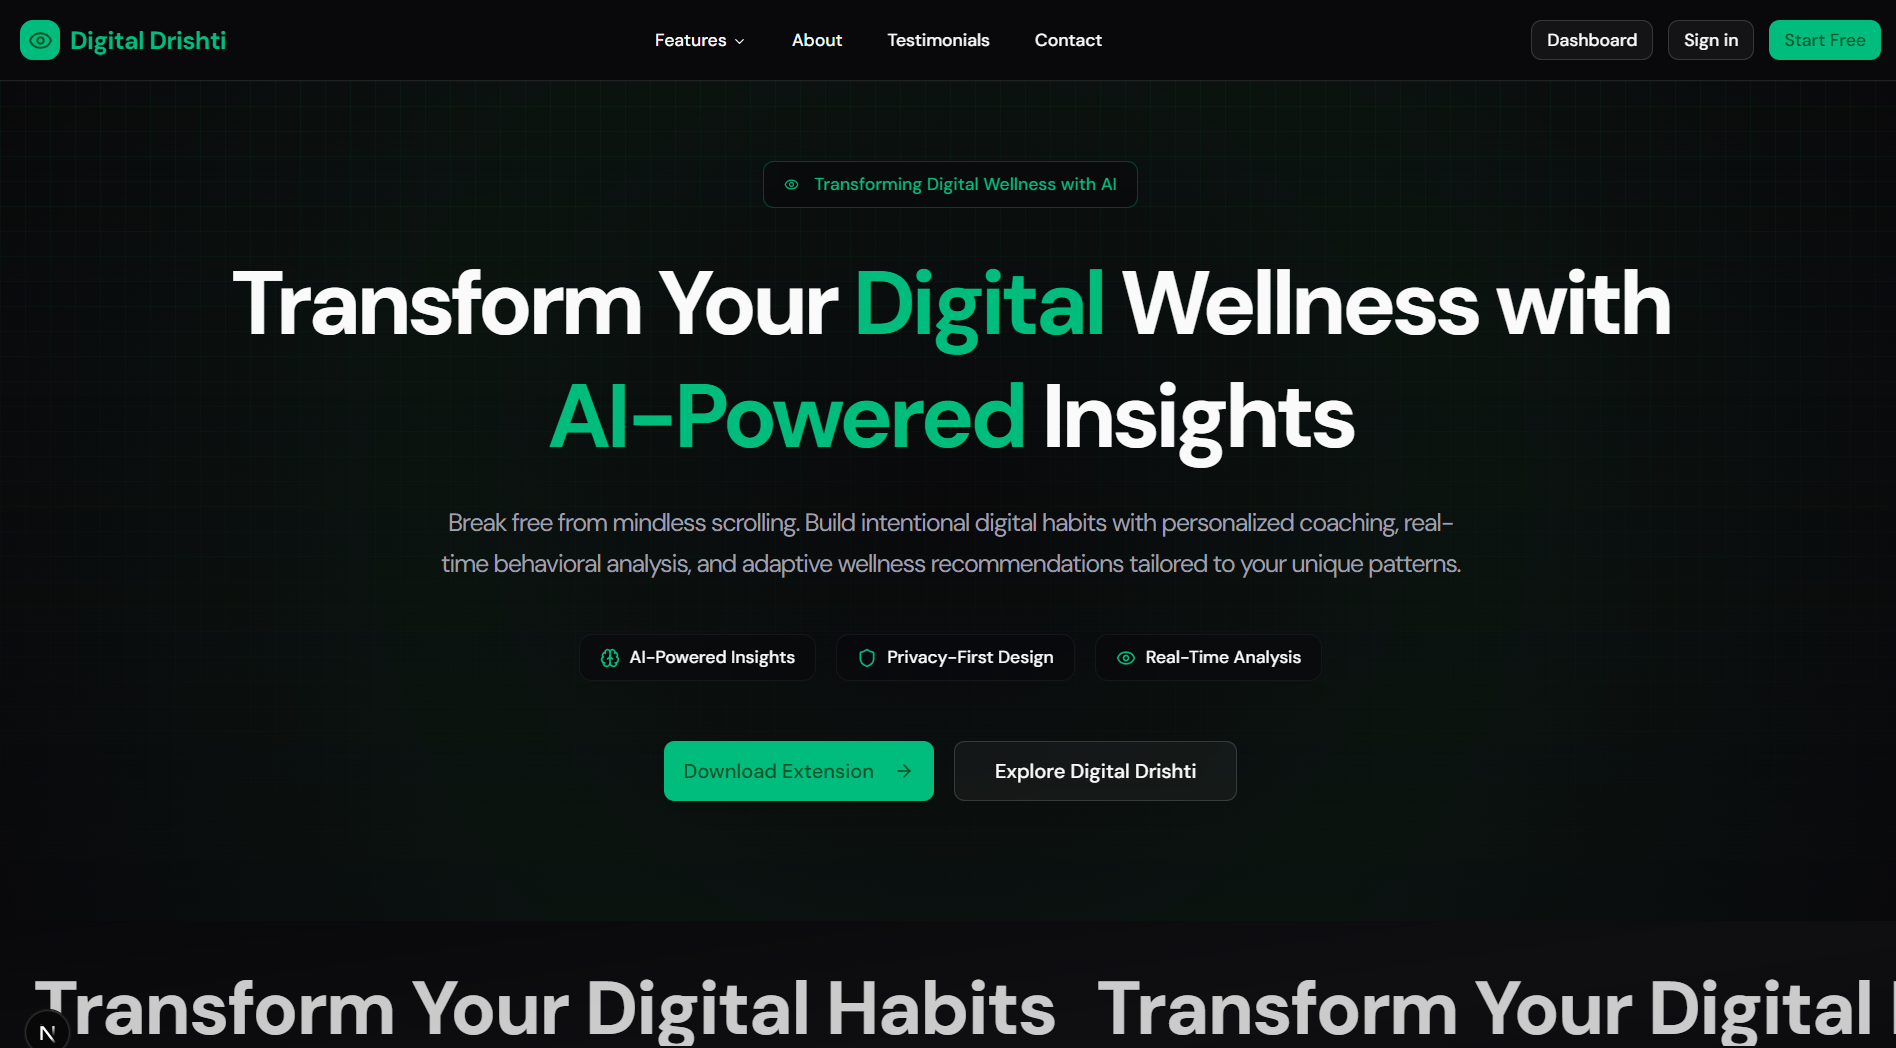 Digital Drishti
Features
About
Testimonials
Contact
Dashboard
Sign in
Start Free
Transforming Digital Wellness with AI
Transform Your Digital Wellness with
AI-Powered Insights
Break free from mindless scrolling. Build intentional digital habits with personalized coaching, real-
time behavioral analysis, and adaptive wellness recommendations tailored to your unique patterns.
AI-Powered Insights
Privacy-First Design
Real-Time Analysis
Download Extension
Explore Digital Drishti
Transform Your Digital Habits Transform Your Digital
N